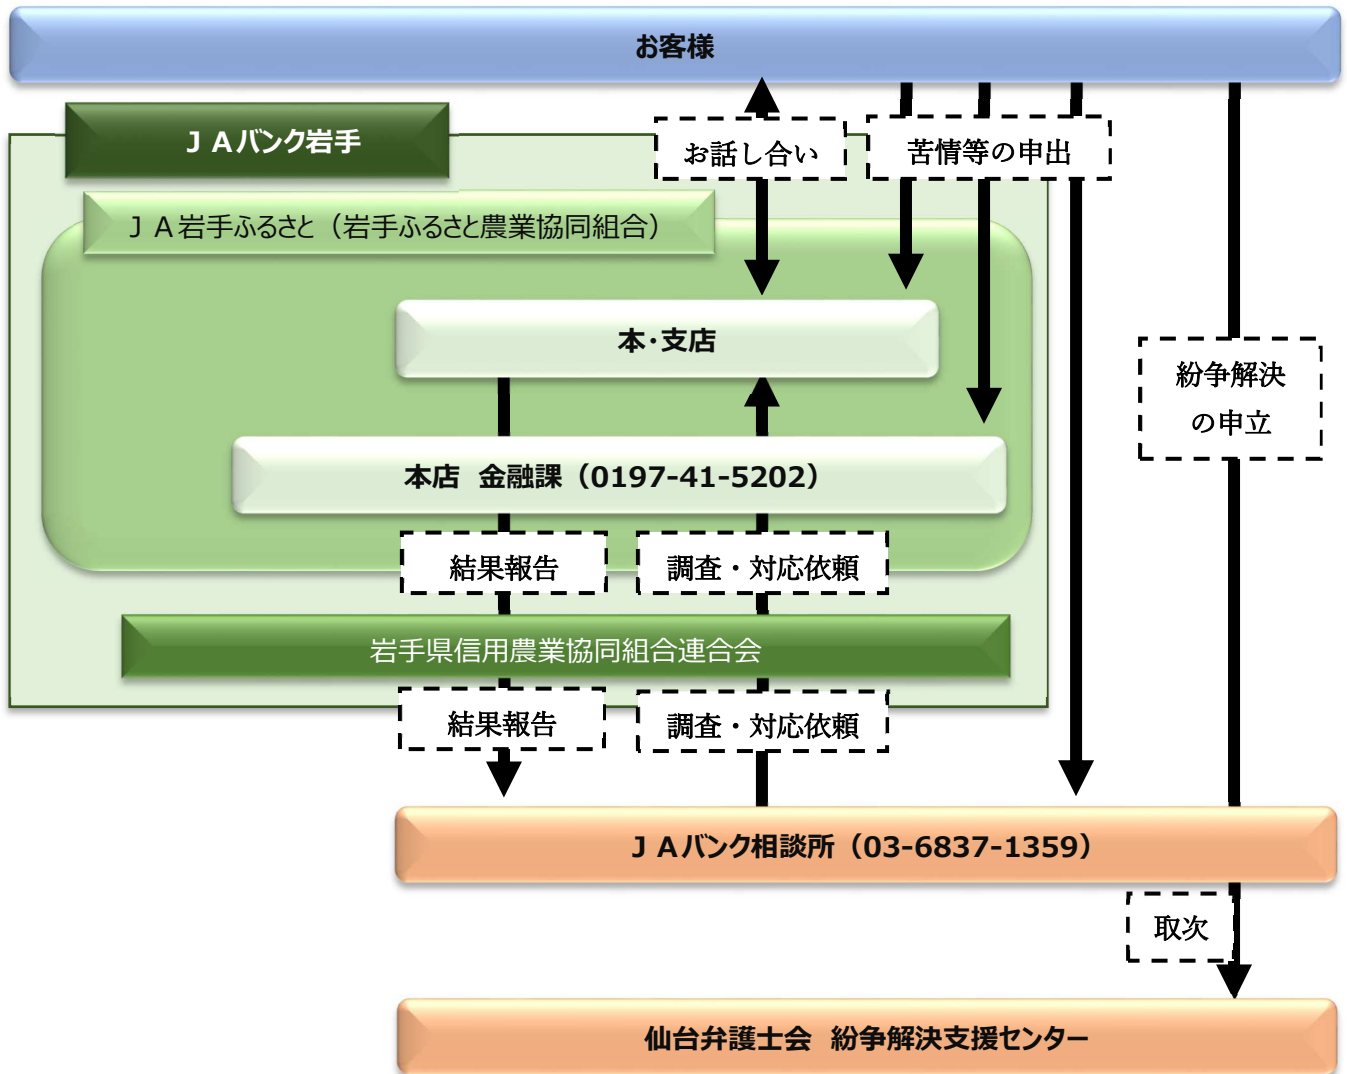 お客様
ＪＡバンク岩手
お話し合い
苦情等の申出
ＪＡ岩手ふるさと（岩手ふるさと農業協同組合）
本・支店
紛争解決
の申立
本店 金融課（0197-41-5202）
結果報告
調査・対応依頼
岩手県信用農業協同組合連合会
結果報告
調査・対応依頼
ＪＡバンク相談所（03-6837-1359）
取次
仙台弁護士会 紛争解決支援センター